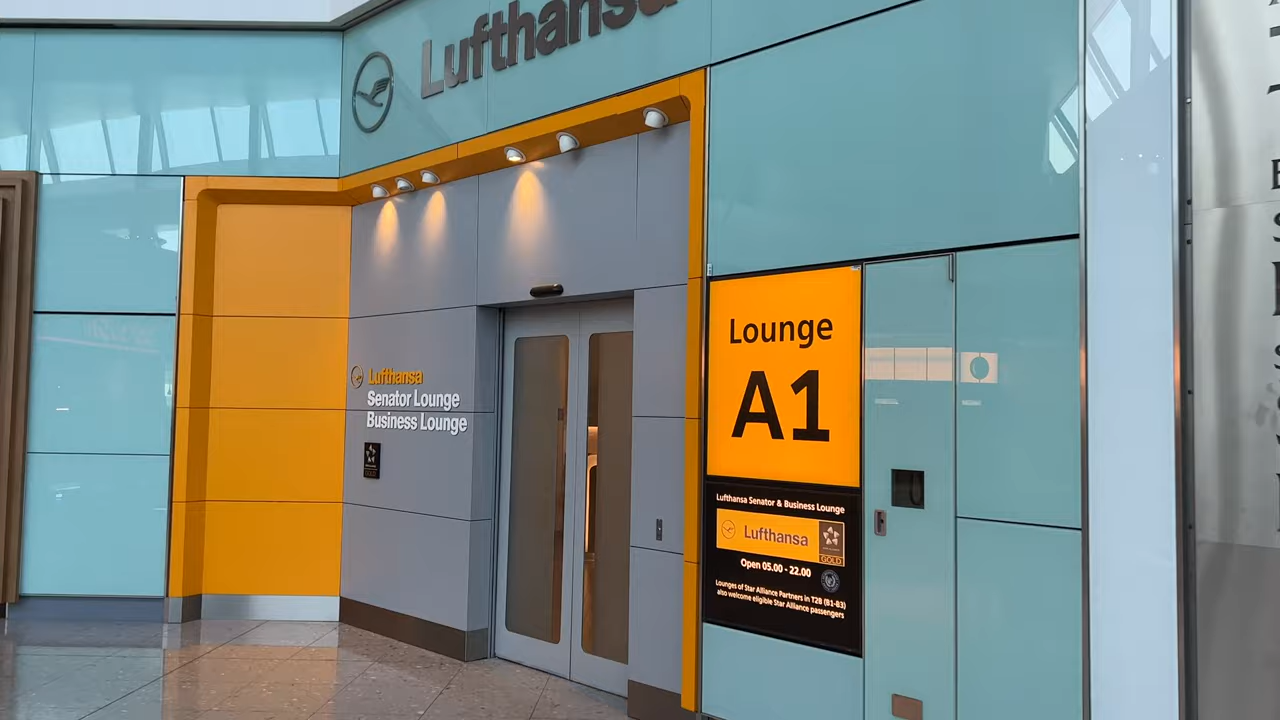 Lufthansa
Lufthansa
Senator Lounge
Business Lounge
GOLD
Lounge
A1
Lufthansa Senator & Business Lounge
Lufthansa
GOLD
Open 05.00 - 22.00
Lounges of Star Alliance Partners in T2B (B1-B3)
also welcome eligible Star Alliance passengers